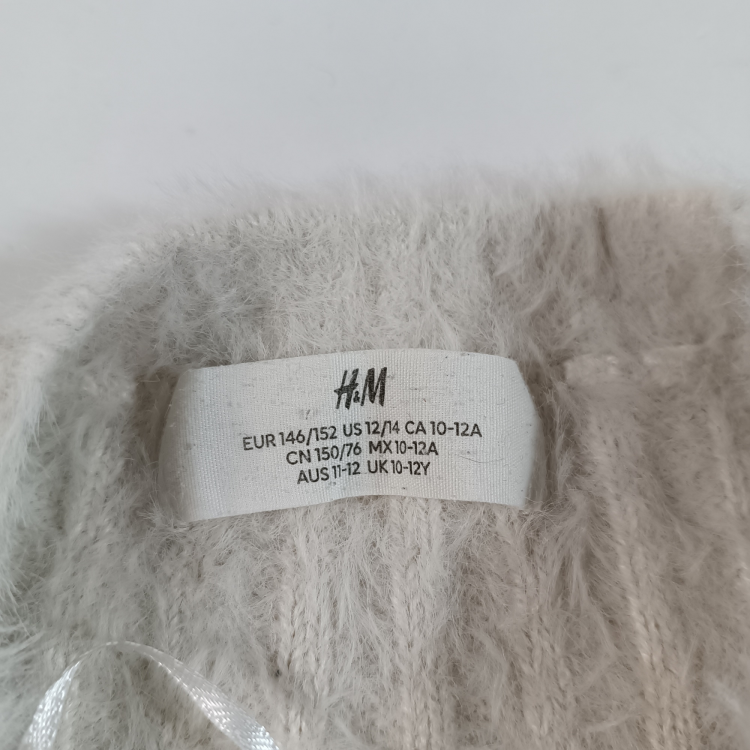 H&M
EUR 146/152 US 12/14 CA 10-12A
CN 150/76 MX 10-12A
AUS 11-12 UK 10-12Y